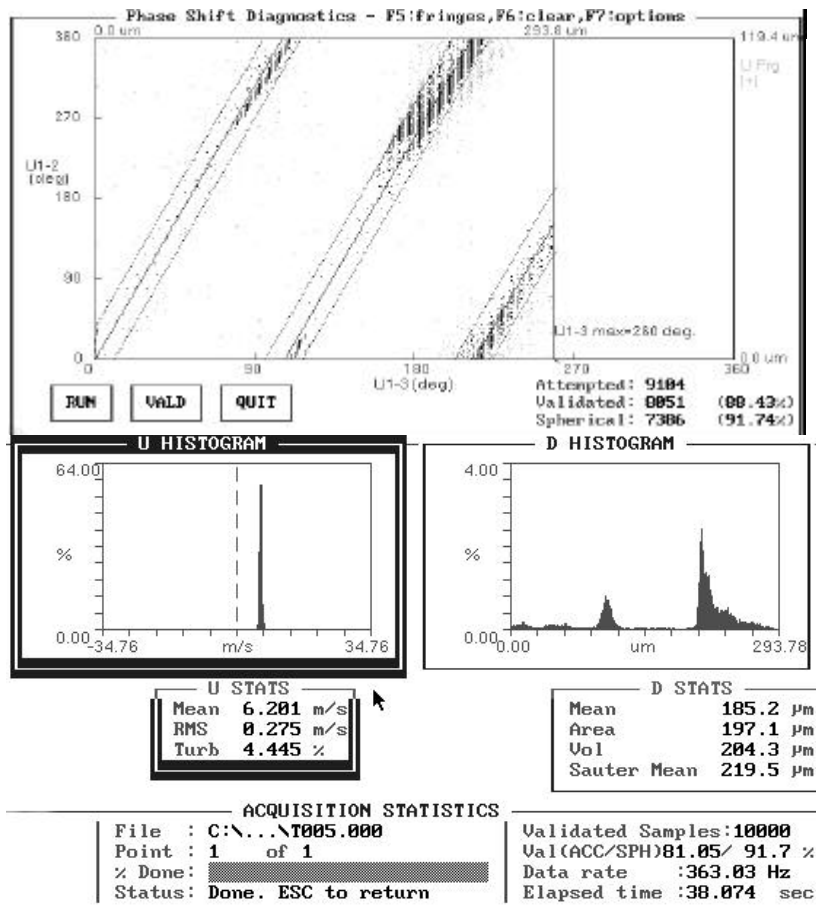 Phase Shift Diagnostics - F5:fringes,F6:clear,F7:options
0.0 um 293.8 um 119.4 um
360
U Frg
[+]
270
U1-2
(deg)
180
90
U1-3 max=260 deg.
0 0.0 um
0 90 180 270 360
U1-3 (deg)
RUN VALD QUIT
Attempted: 9104
Validated: 8051 (88.43%)
Spherical: 7386 (91.74%)
U HISTOGRAM
64.00
%
0.00
-34.76 m/s 34.76
D HISTOGRAM
4.00
%
0.00
0.00 um 293.78
U STATS
Mean 6.201 m/s
RMS 0.275 m/s
Turb 4.445 %
D STATS
Mean 185.2 µm
Area 197.1 µm
Vol 204.3 µm
Sauter Mean 219.5 µm
ACQUISITION STATISTICS
File : C:\...\T005.000
Point : 1 of 1
% Done:
Status: Done. ESC to return
Validated Samples:10000
Val(ACC/SPH)81.05/ 91.7 %
Data rate :363.03 Hz
Elapsed time :38.074 sec